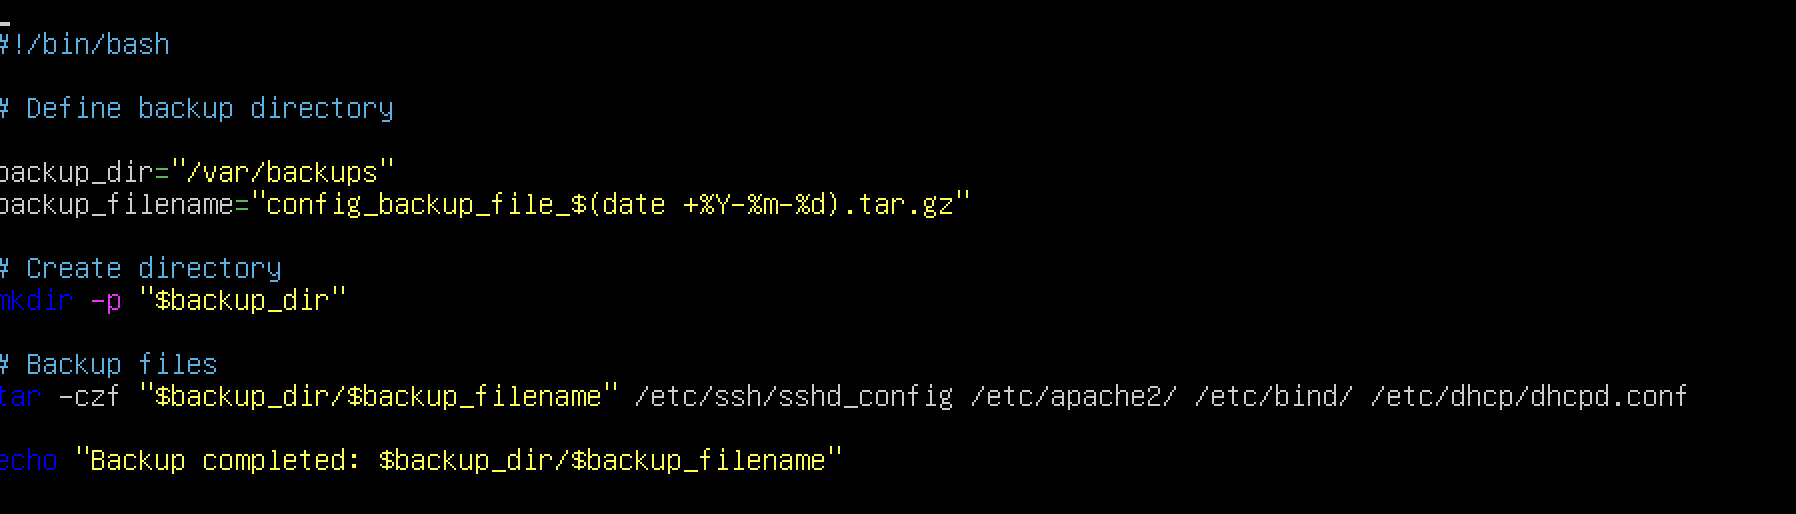 #!/bin/bash
# Define backup directory
backup_dir="/var/backups"
backup_filename="config_backup_file_$(date +%Y-%m-%d).tar.gz"
# Create directory
mkdir -p "$backup_dir"
# Backup files
tar -czf "$backup_dir/$backup_filename" /etc/ssh/sshd_config /etc/apache2/ /etc/bind/ /etc/dhcp/dhcpd.conf
echo "Backup completed: $backup_dir/$backup_filename"